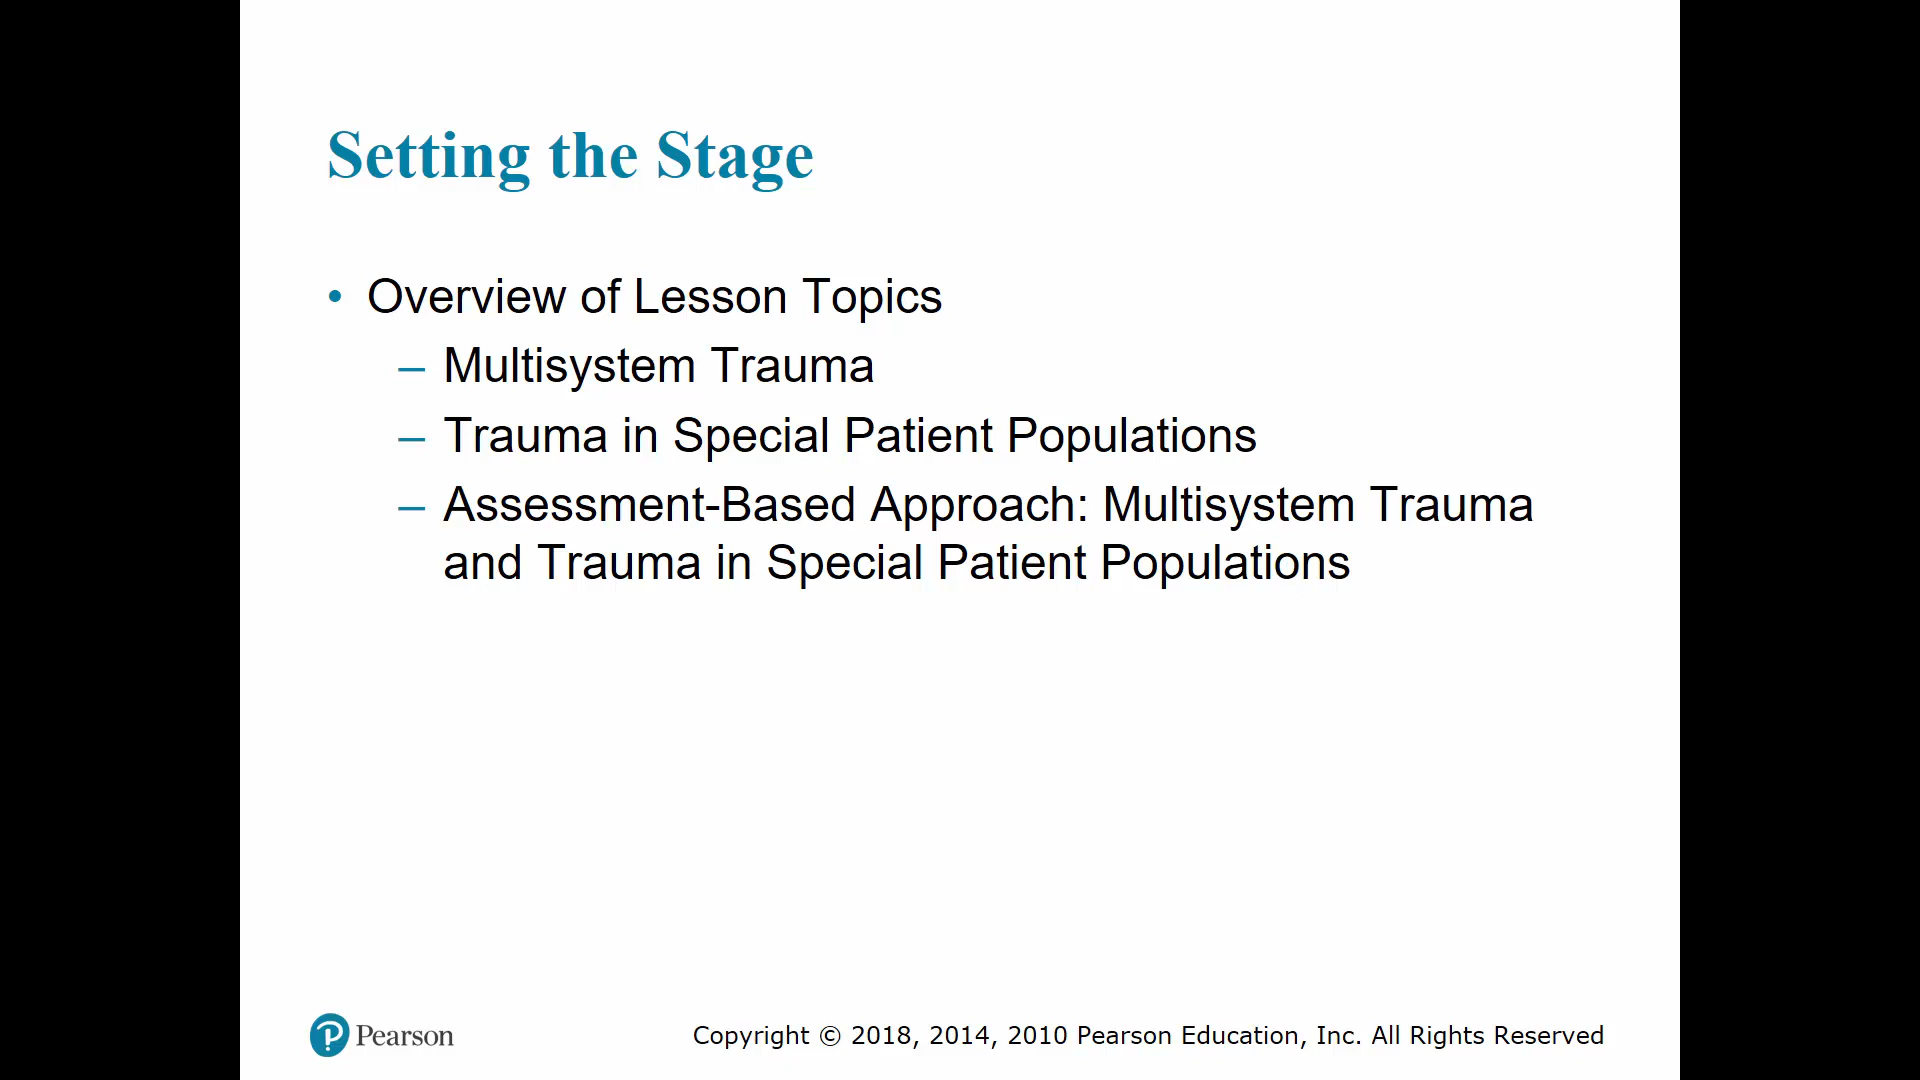 Setting the Stage
• Overview of Lesson Topics
– Multisystem Trauma
– Trauma in Special Patient Populations
– Assessment-Based Approach: Multisystem Trauma
and Trauma in Special Patient Populations
Pearson
Copyright © 2018, 2014, 2010 Pearson Education, Inc. All Rights Reserved